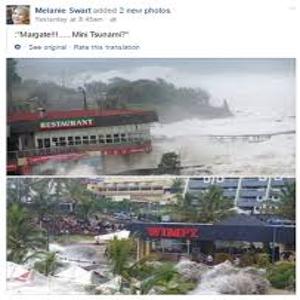 Melanie Swart added 2 new photos.
Yesterday at 8:45am
:"Margate!!!..... Mini Tsunami?"
See original · Rate this translation
RESTAURANT
WIMPY